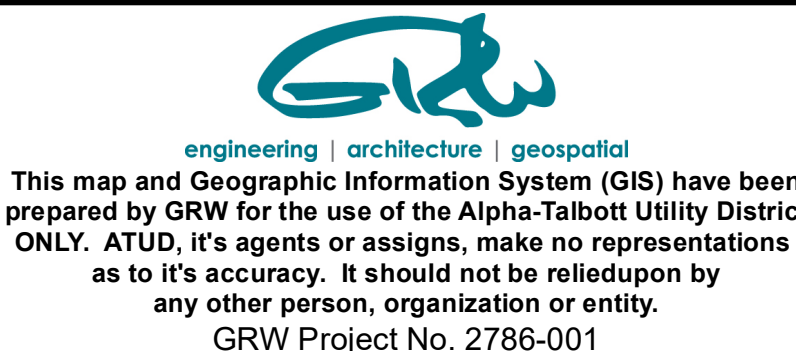 GRW
engineering | architecture | geospatial
This map and Geographic Information System (GIS) have been
prepared by GRW for the use of the Alpha-Talbott Utility Distric
ONLY. ATUD, it's agents or assigns, make no representations
as to it's accuracy. It should not be reliedupon by
any other person, organization or entity.
GRW Project No. 2786-001